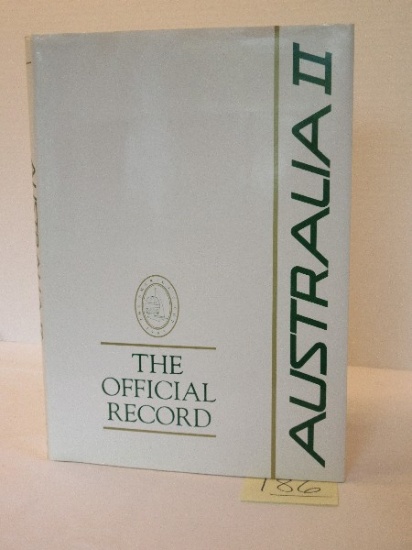 THE
OFFICIAL
RECORD
AUSTRALIA II
186